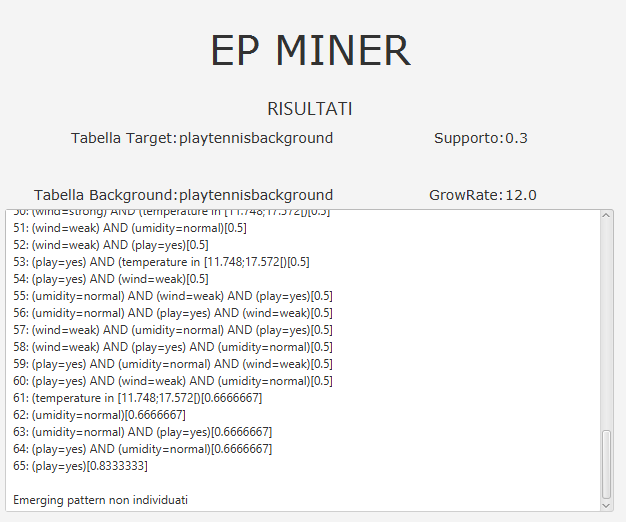 EP MINER
RISULTATI
Tabella Target:playtennisbackground Supporto:0.3
Tabella Background:playtennisbackground GrowRate:12.0
50: (wind=strong) AND (temperature in [11.748;17.572[)[0.5]
51: (wind=weak) AND (umidity=normal)[0.5]
52: (wind=weak) AND (play=yes)[0.5]
53: (play=yes) AND (temperature in [11.748;17.572[)[0.5]
54: (play=yes) AND (wind=weak)[0.5]
55: (umidity=normal) AND (wind=weak) AND (play=yes)[0.5]
56: (umidity=normal) AND (play=yes) AND (wind=weak)[0.5]
57: (wind=weak) AND (umidity=normal) AND (play=yes)[0.5]
58: (wind=weak) AND (play=yes) AND (umidity=normal)[0.5]
59: (play=yes) AND (umidity=normal) AND (wind=weak)[0.5]
60: (play=yes) AND (wind=weak) AND (umidity=normal)[0.5]
61: (temperature in [11.748;17.572[)[0.6666667]
62: (umidity=normal)[0.6666667]
63: (umidity=normal) AND (play=yes)[0.6666667]
64: (play=yes) AND (umidity=normal)[0.6666667]
65: (play=yes)[0.8333333]
Emerging pattern non individuati